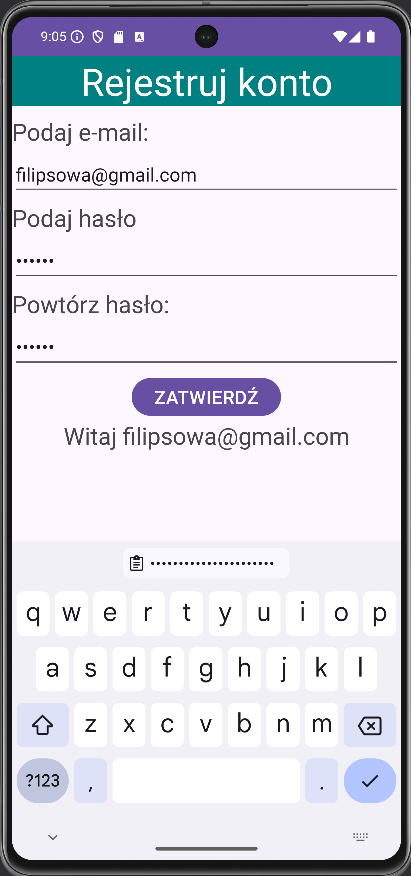 9:05
Rejestruj konto
Podaj e-mail:
filipsowa@gmail.com
Podaj hasło
••••••
Powtórz hasło:
••••••
ZATWIERDŹ
Witaj filipsowa@gmail.com
••••••••••••••••••••••
q w e r t y u i o p
a s d f g h j k l
z x c v b n m
?123 , .